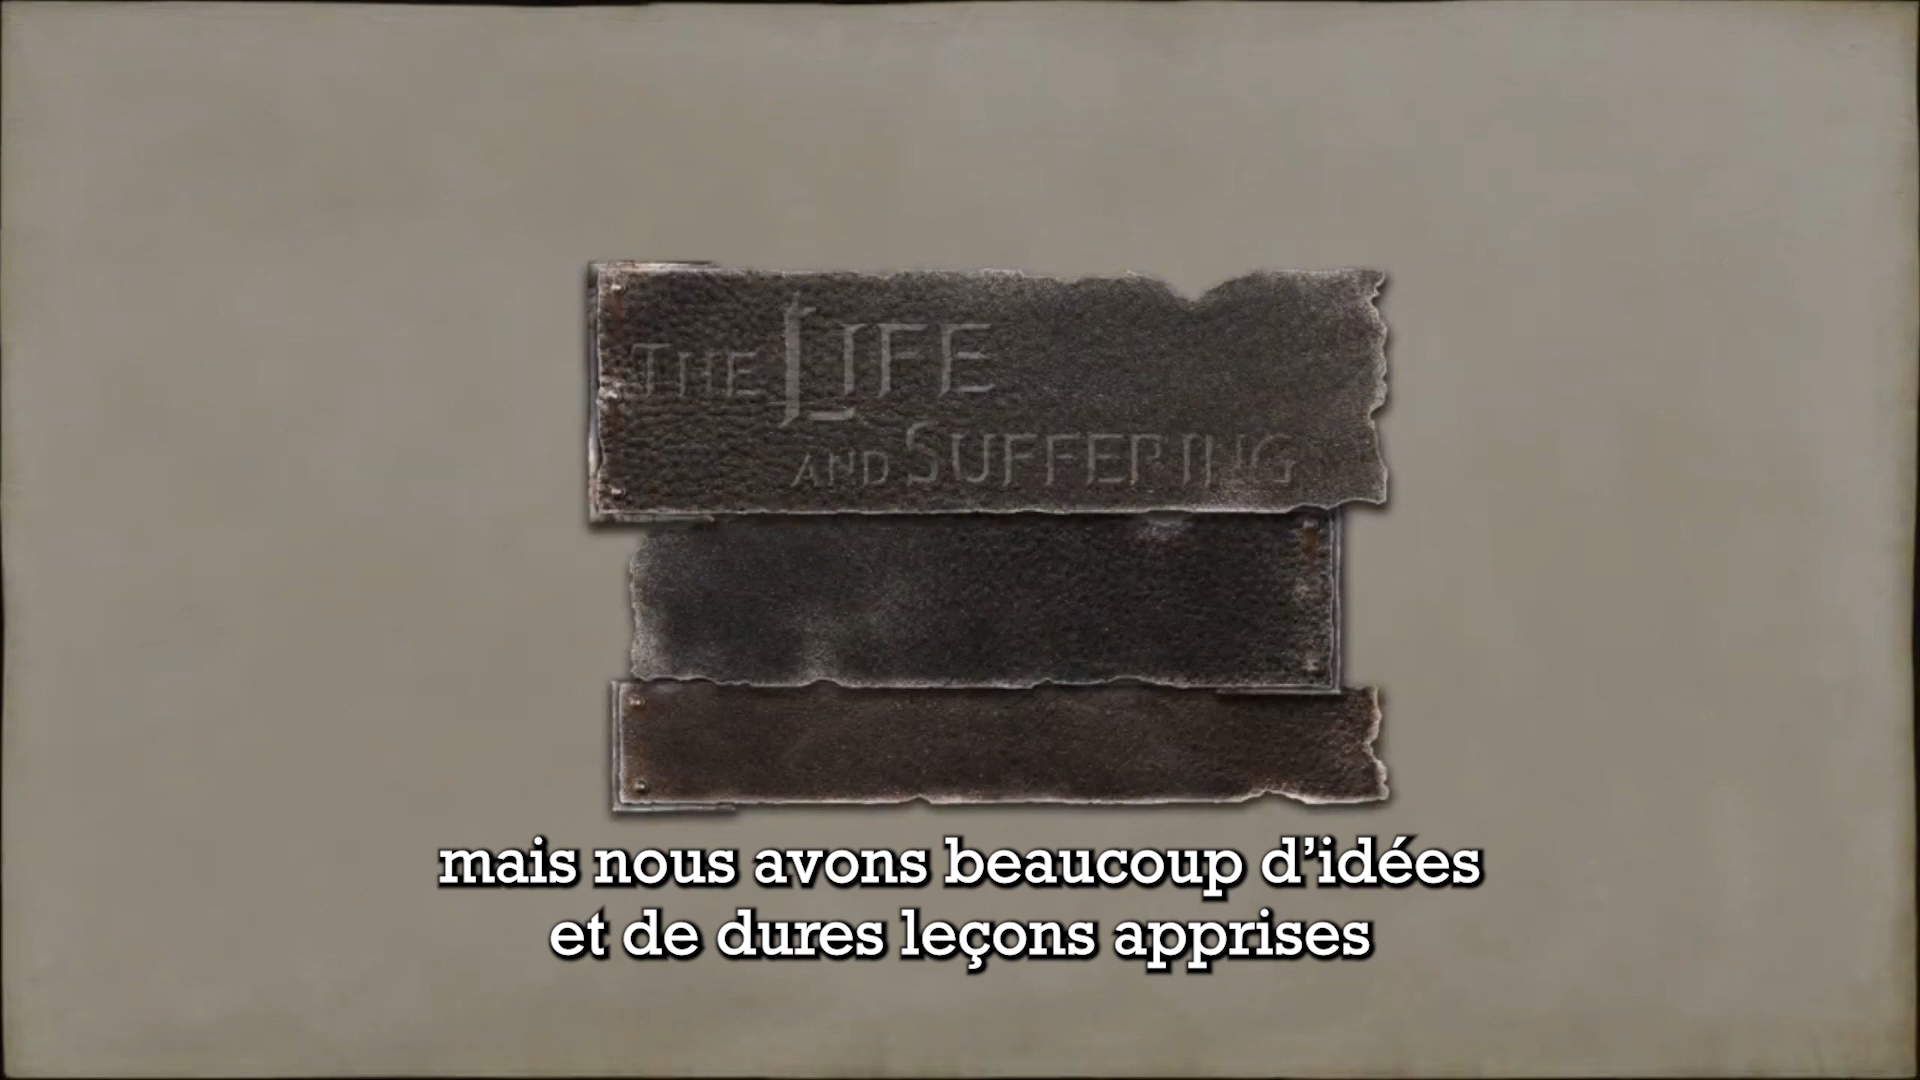 THE LIFE
AND SUFFERING
mais nous avons beaucoup d'idées
et de dures leçons apprises